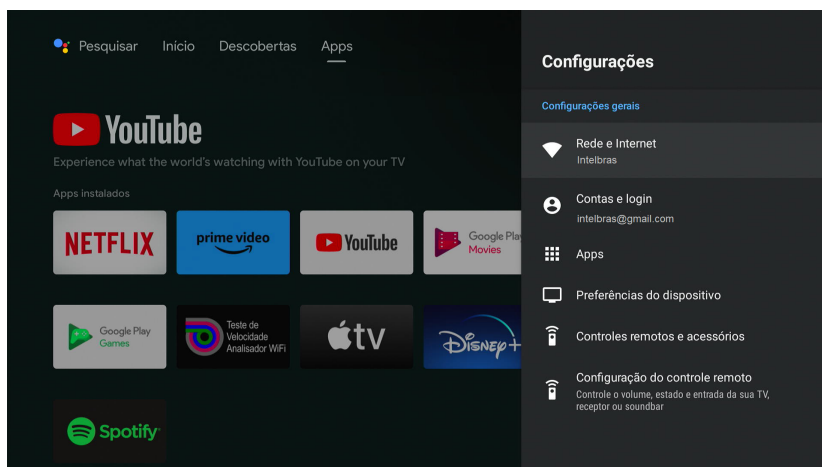 Pesquisar Início Descobertas Apps
YouTube
Experience what the world's watching with YouTube on your TV
Apps instalados
NETFLIX
prime video
YouTube
Google Play
Movies
Google Play
Games
Teste de
Velocidade
Analisador WiFi
tv
Disney+
Spotify
Configurações
Configurações gerais
Rede e Internet
Intelbras
Contas e login
intelbras@gmail.com
Apps
Preferências do dispositivo
Controles remotos e acessórios
Configuração do controle remoto
Controle o volume, estado e entrada da sua TV,
receptor ou soundbar